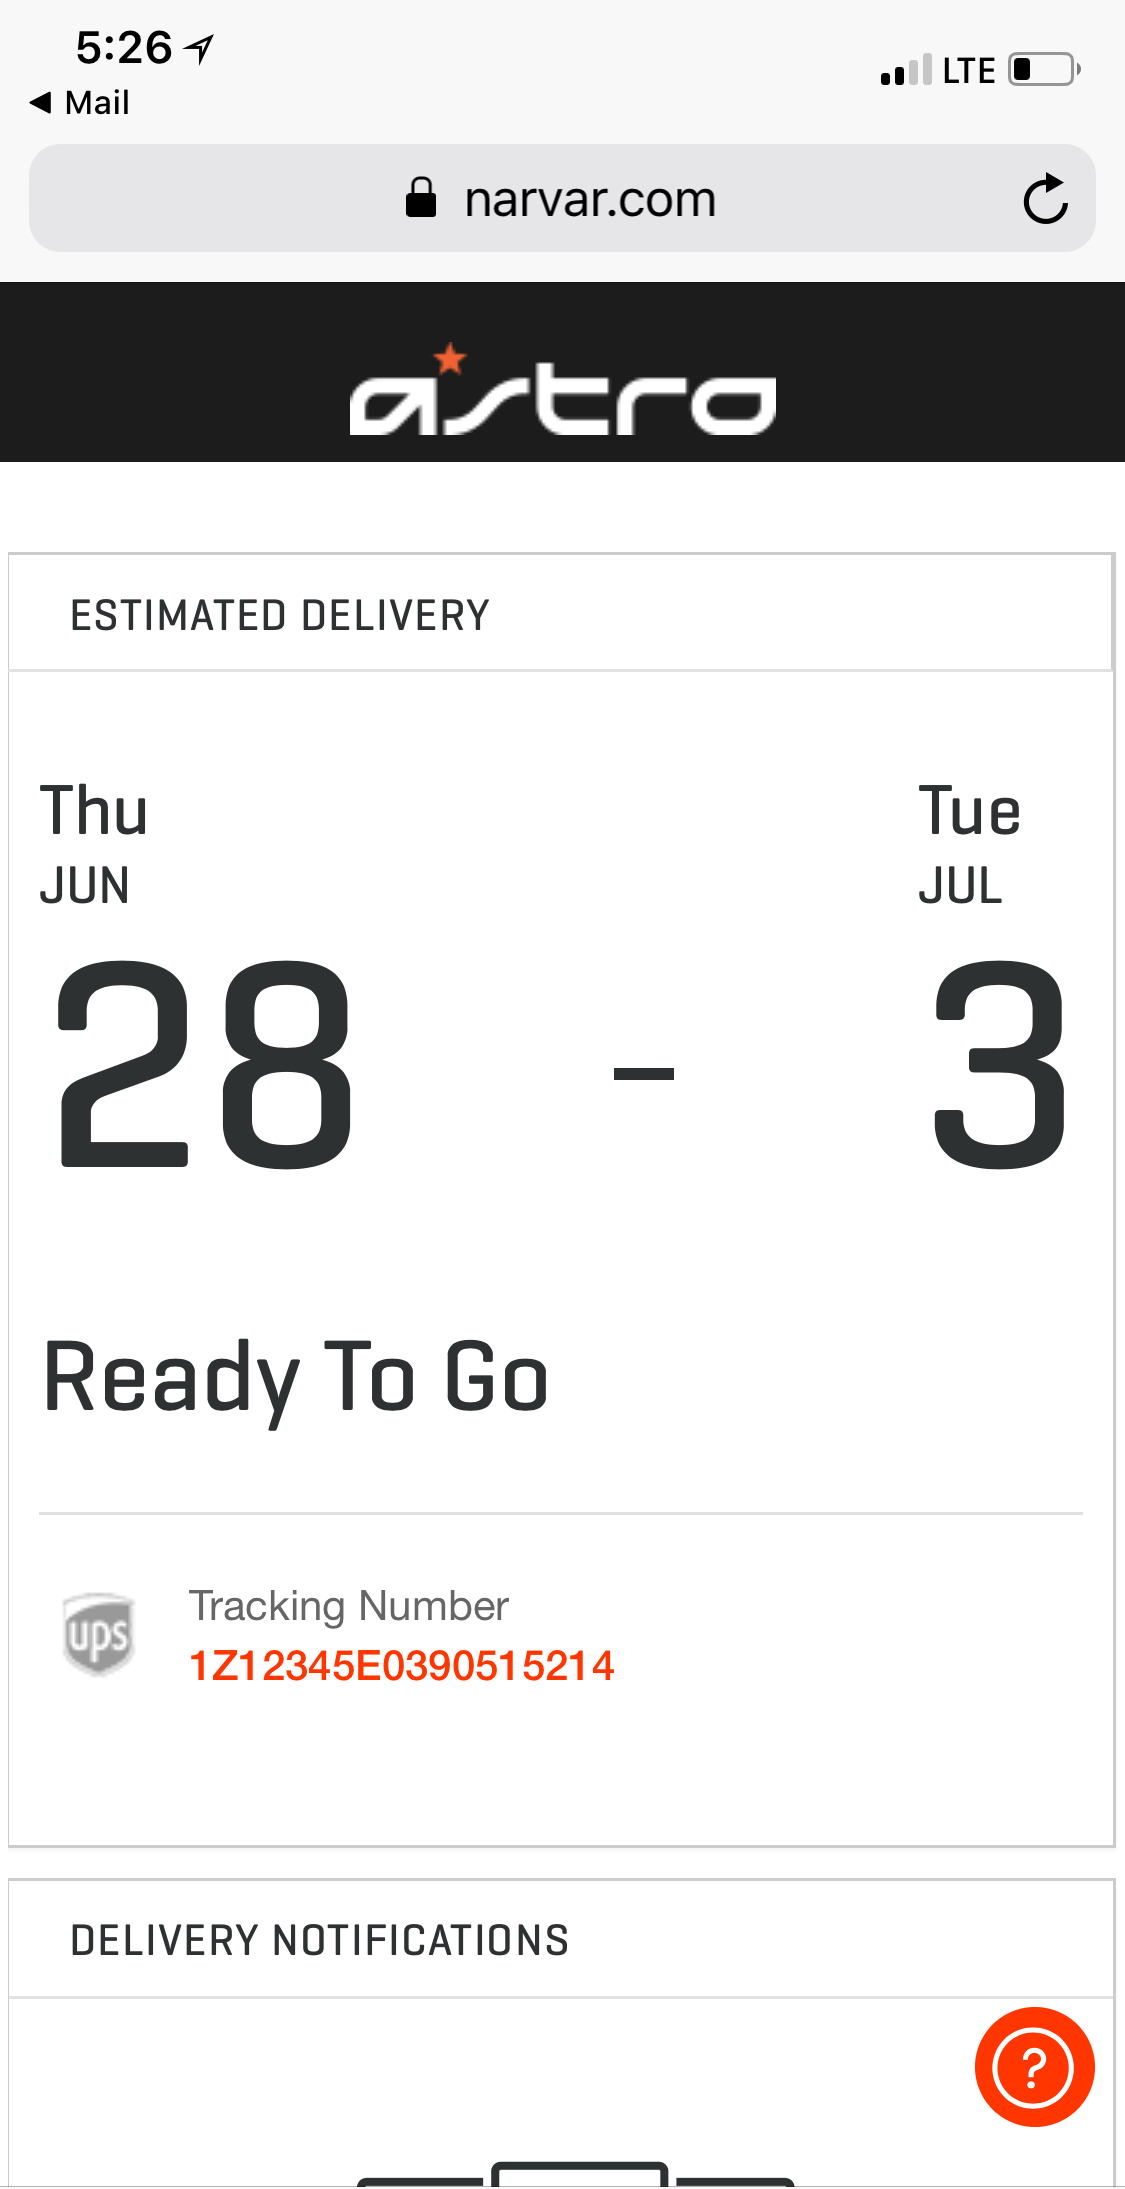 5:26
LTE
Mail
narvar.com
astro
ESTIMATED DELIVERY
Thu
JUN
28
-
Tue
JUL
3
Ready To Go
ups
Tracking Number
1Z12345E0390515214
DELIVERY NOTIFICATIONS
?